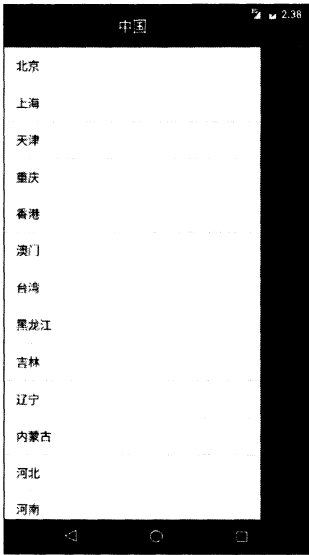 2:38
中国
北京
上海
天津
重庆
香港
澳门
台湾
黑龙江
吉林
辽宁
内蒙古
河北
河南